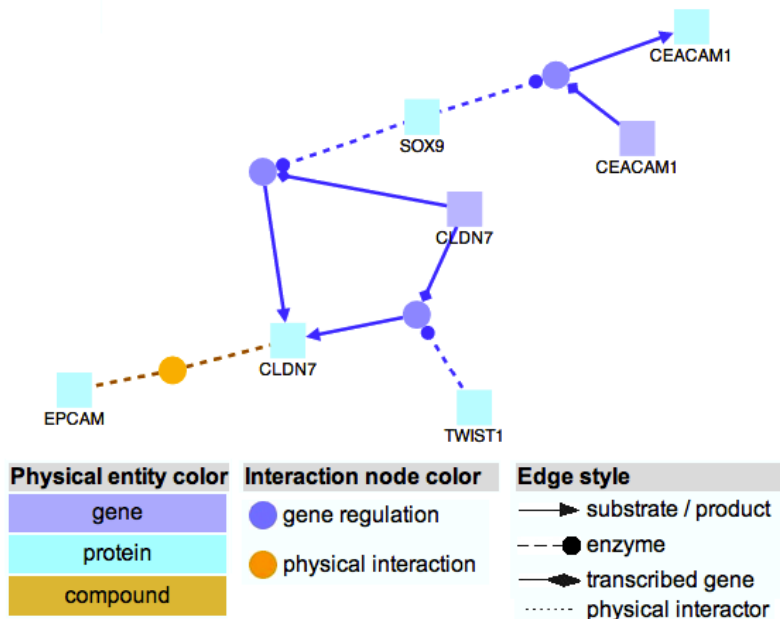 CEACAM1
SOX9
CEACAM1
CLDN7
CLDN7
EPCAM
TWIST1
Physical entity color
gene
protein
compound
Interaction node color
gene regulation
physical interaction
Edge style
substrate / product
enzyme
transcribed gene
physical interactor